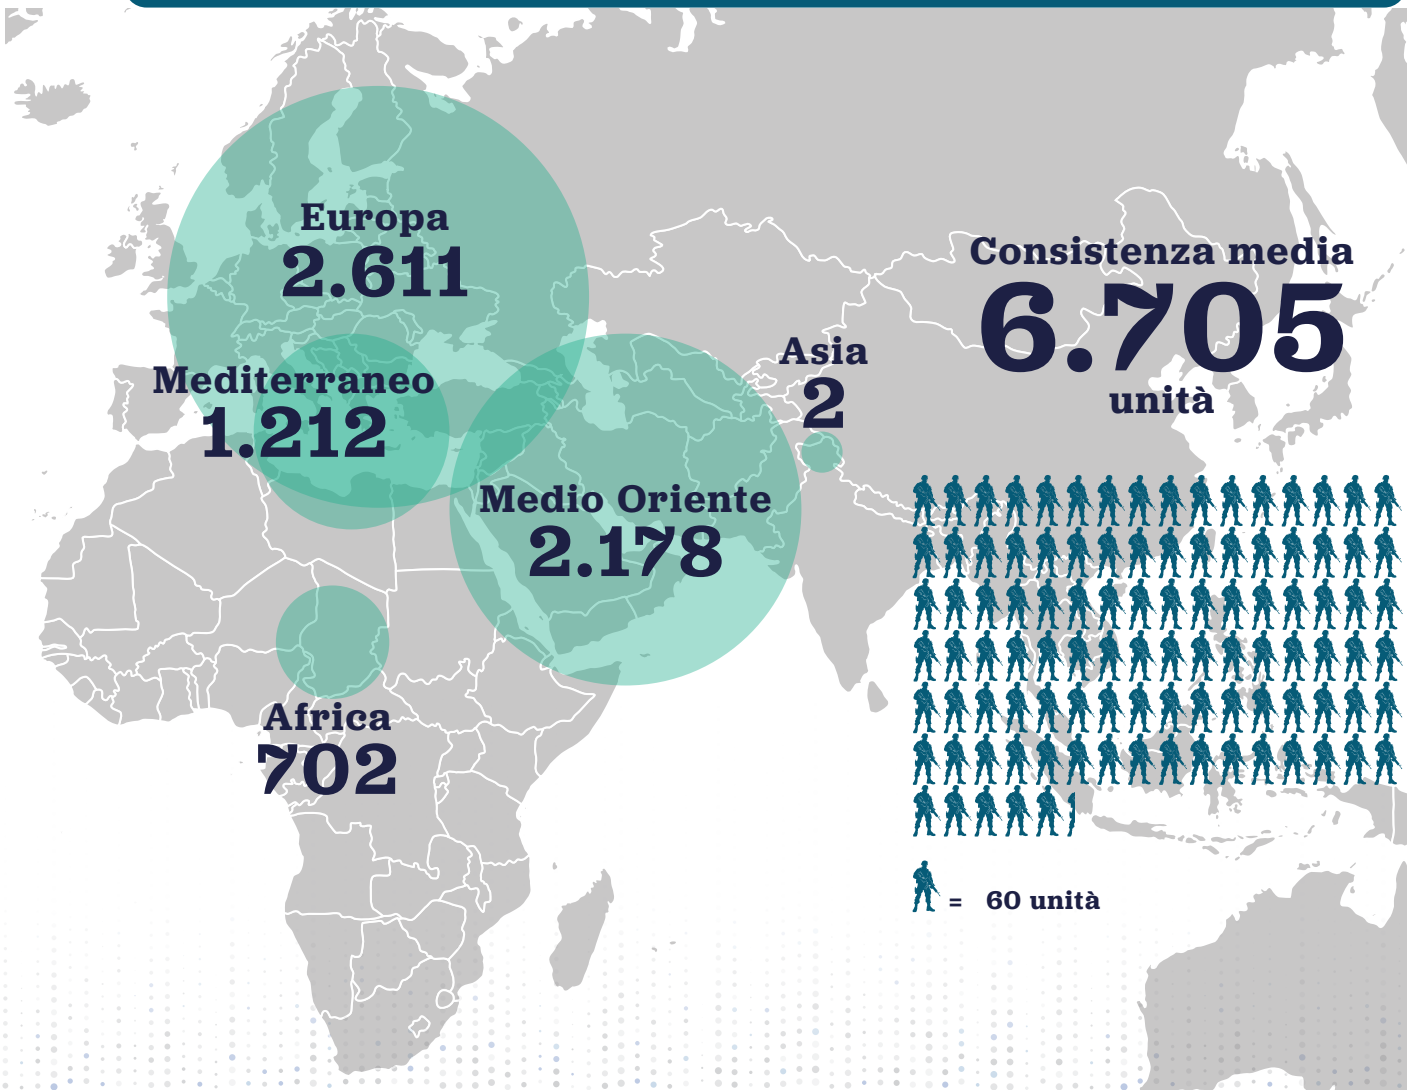 Europa
2.611
Mediterraneo
1.212
Medio Oriente
2.178
Asia
2
Africa
702
Consistenza media
6.705
unità
= 60 unità